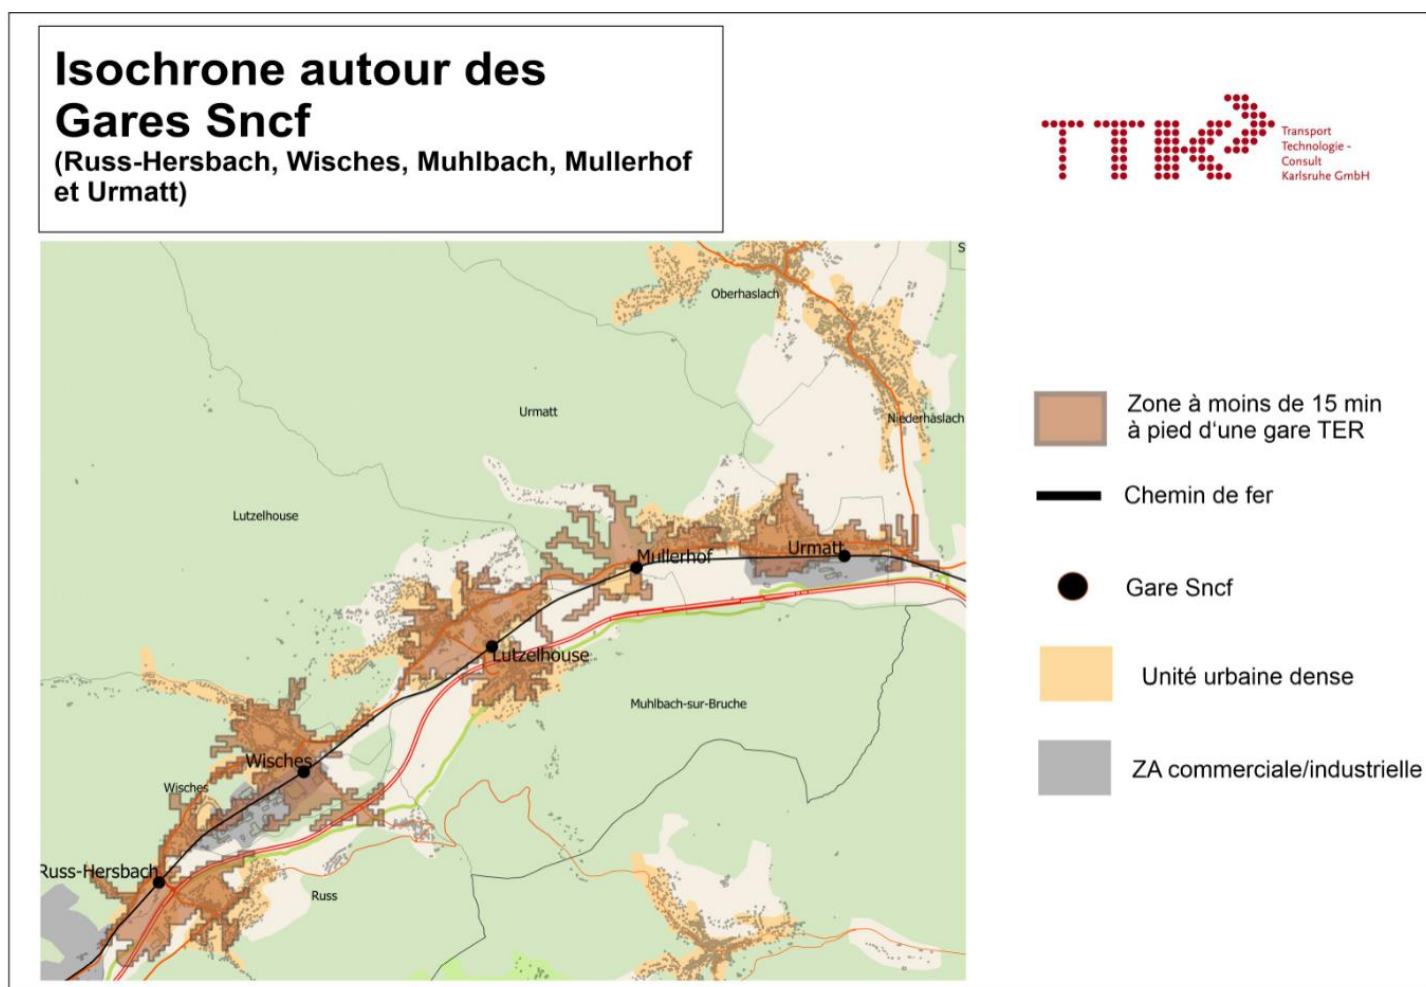 Isochrone autour des
Gares Sncf
(Russ-Hersbach, Wisches, Muhlbach, Mullerhof
et Urmatt)
TTK
Transport
Technologie -
Consult
Karlsruhe GmbH
S
Oberhaslach
Urmatt
Niederhaslach
Lutzelhouse
Urmatt
Mullerhof
Lutzelhouse
Muhlbach-sur-Bruche
Wisches
Wisches
Russ-Hersbach
Russ
Zone à moins de 15 min
à pied d‘une gare TER
Chemin de fer
Gare Sncf
Unité urbaine dense
ZA commerciale/industrielle